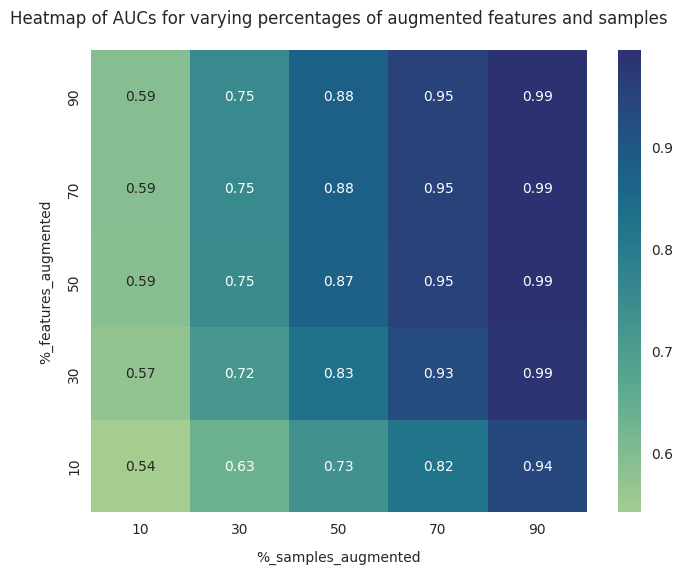 Heatmap of AUCs for varying percentages of augmented features and samples
90 0.59 0.75 0.88 0.95 0.99
70 0.59 0.75 0.88 0.95 0.99
50 0.59 0.75 0.87 0.95 0.99
30 0.57 0.72 0.83 0.93 0.99
10 0.54 0.63 0.73 0.82 0.94
10 30 50 70 90
%_samples_augmented
%_features_augmented
0.9
0.8
0.7
0.6